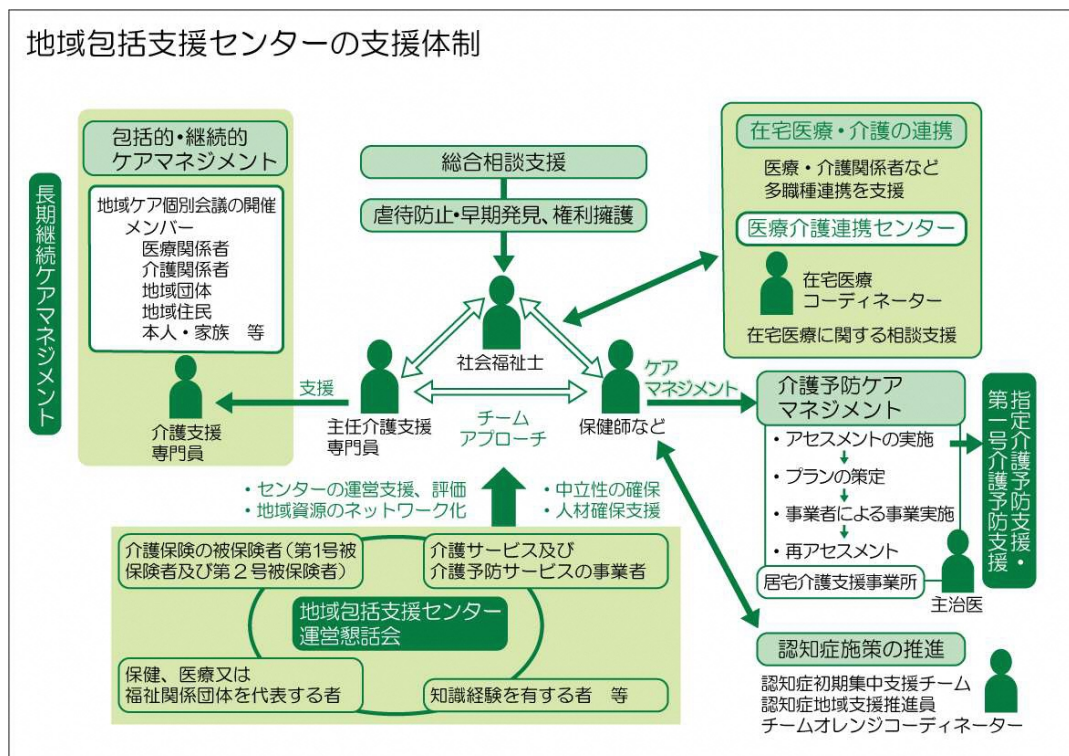 地域包括支援センターの支援体制
長期継続ケアマネジメント
包括的・継続的
ケアマネジメント
地域ケア個別会議の開催
メンバー
医療関係者
介護関係者
地域団体
地域住民
本人・家族　等
介護支援
専門員
支援
総合相談支援
虐待防止・早期発見、権利擁護
社会福祉士
主任介護支援
専門員
チーム
アプローチ
保健師など
ケア
マネジメント
在宅医療・介護の連携
医療・介護関係者など
多職種連携を支援
医療介護連携センター
在宅医療
コーディネーター
在宅医療に関する相談支援
介護予防ケア
マネジメント
・アセスメントの実施
・プランの策定
・事業者による事業実施
・再アセスメント
居宅介護支援事業所
主治医
指定介護予防支援・
第一号介護予防支援
・センターの運営支援、評価
・地域資源のネットワーク化
・中立性の確保
・人材確保支援
介護保険の被保険者（第1号被
保険者及び第２号被保険者）
介護サービス及び
介護予防サービスの事業者
地域包括支援センター
運営懇話会
保健、医療又は
福祉関係団体を代表する者
知識経験を有する者　等
認知症施策の推進
認知症初期集中支援チーム
認知症地域支援推進員
チームオレンジコーディネーター